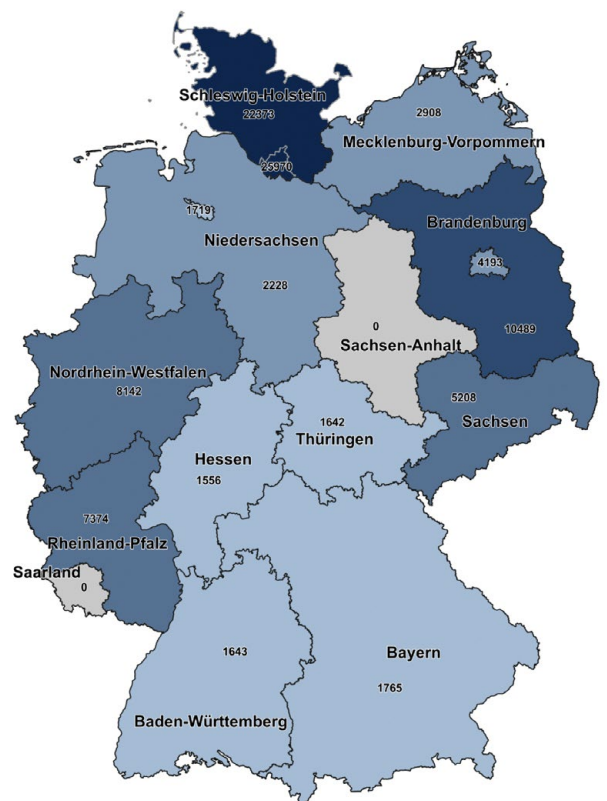 Schleswig-Holstein
22373
2908
Mecklenburg-Vorpommern
25970
1719
Brandenburg
Niedersachsen
4193
2228
0
10489
Sachsen-Anhalt
Nordrhein-Westfalen
8142
5208
Sachsen
1642
Thüringen
Hessen
1556
7374
Rheinland-Pfalz
Saarland
0
1643
Bayern
1765
Baden-Württemberg